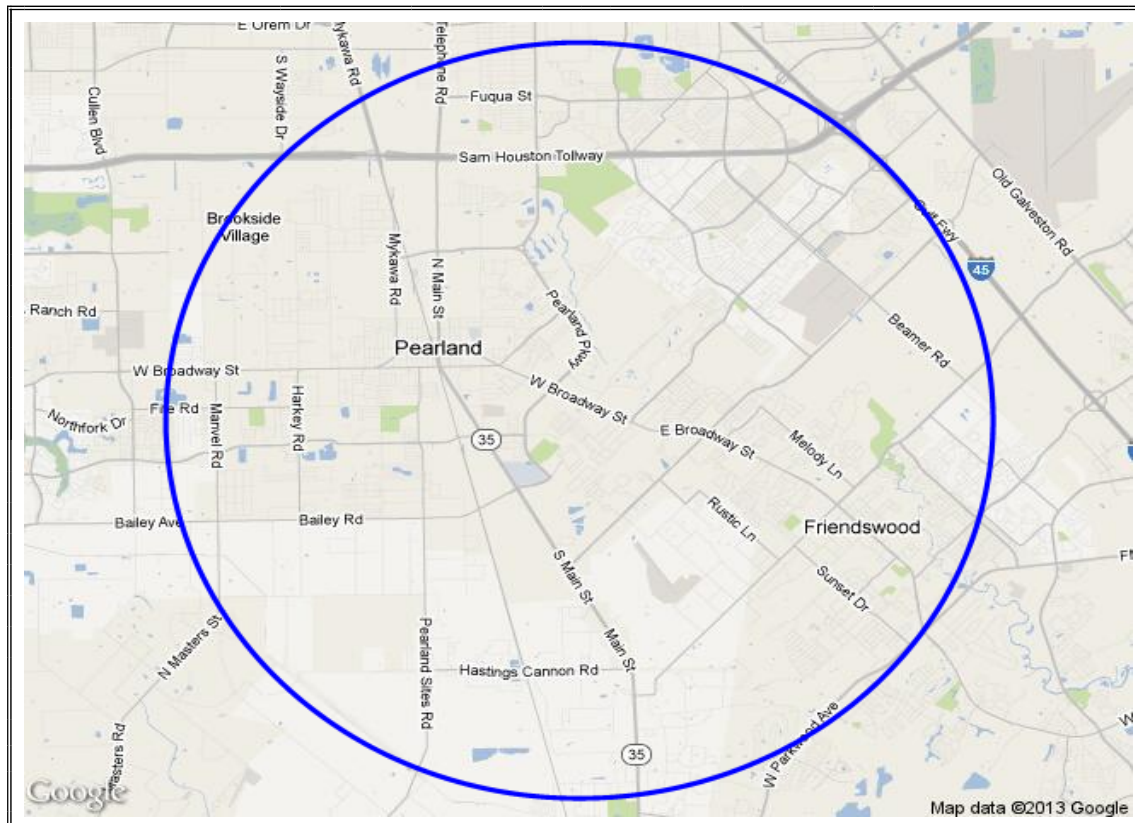 E Orem Dr
Mykawa Rd
Telephone Rd
S Wayside Dr
Cullen Blvd
Fuqua St
Sam Houston Tollway
Old Galveston Rd
Gulf Fwy
45
Brookside
Village
Mykawa Rd
N Main St
Pearland Pkwy
Beamer Rd
Ranch Rd
Pearland
W Broadway St
W Broadway St
File Rd
Northfork Dr
Manvel Rd
Harkey Rd
35
E Broadway St
Melody Ln
Rustic Ln
Friendswood
Bailey Ave
Bailey Rd
S Main St
Sunset Dr
N Masters St
Pearland Sites Rd
Main St
Hastings Cannon Rd
35
W Parkwood Ave
Google
Map data ©2013 Google